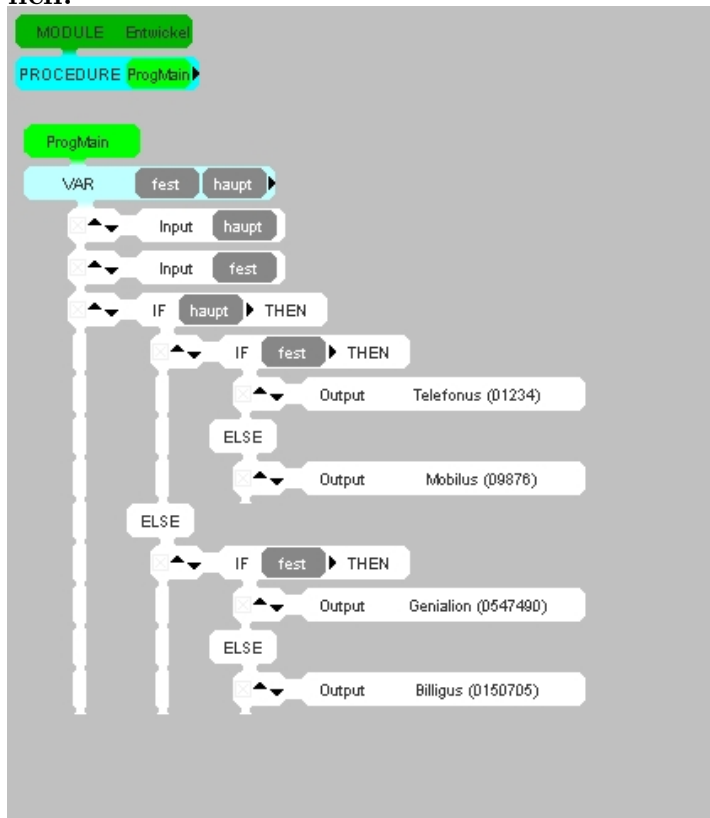 MODULE Entwickel
PROCEDURE ProgMain
ProgMain
VAR fest haupt
Input haupt
Input fest
IF haupt THEN
IF fest THEN
Output Telefonus (01234)
ELSE
Output Mobilus (09876)
ELSE
IF fest THEN
Output Genialion (0547490)
ELSE
Output Billigus (0150705)